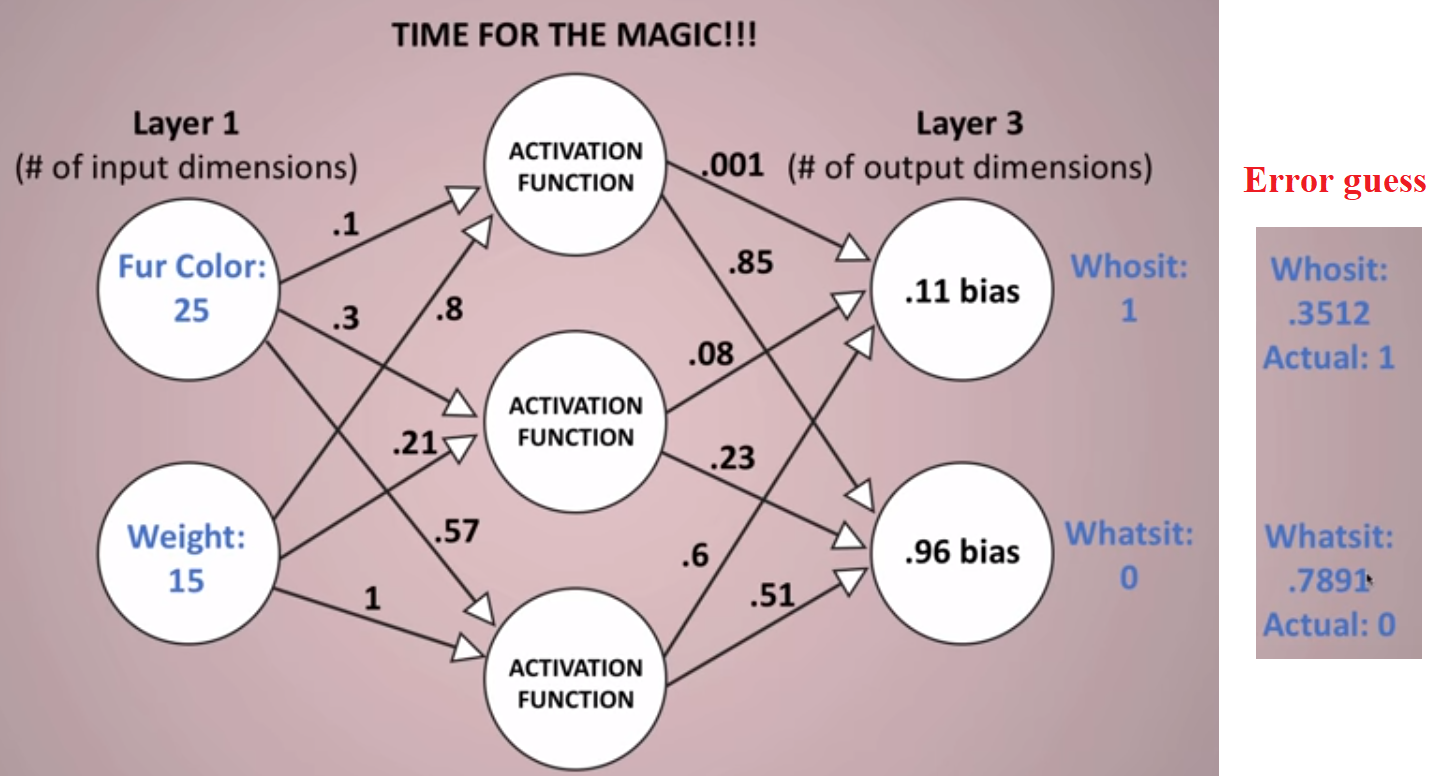 TIME FOR THE MAGIC!!!
Layer 1
(# of input dimensions)
Fur Color:
25
Weight:
15
.1
.3
.8
.21
.57
1
ACTIVATION
FUNCTION
ACTIVATION
FUNCTION
ACTIVATION
FUNCTION
.001
.85
.08
.23
.6
.51
Layer 3
(# of output dimensions)
.11 bias
.96 bias
Whosit:
1
Whatsit:
0
Error guess
Whosit:
.3512
Actual: 1
Whatsit:
.7891
Actual: 0